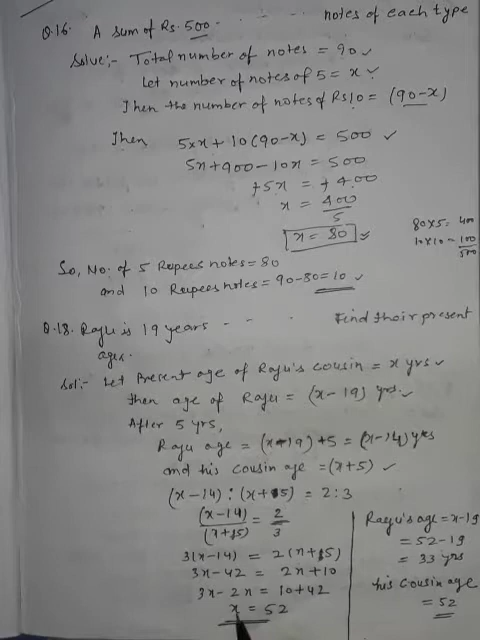 Q.16. A sum of Rs. 500 - - - notes of each type
Solve:- Total number of notes = 90 ✓
Let number of notes of 5 = x ✓
Then the number of notes of Rs10 = (90-x)
Then 5xx + 10(90-x) = 500 ✓
5x+900-10x = 500
+5x = +400
x = 400/5
x = 80
80x5= 400
10x10 = 100
500
So, No. of 5 Rupees notes = 80
and 10 Rupees notes = 90-80=10 ✓
Q.18. Raju is 19 years - - - Find their present
ages.
Sol:- Let Present age of Raju's cousin = x yrs ✓
then age of Raju = (x-19) yrs. ✓
After 5 yrs,
Raju age = (x-19)+5 = (x-14) yrs
and his cousin age = (x+5) ✓
(x-14) : (x+5) = 2:3
(x-14)/(x+5) = 2/3
3(x-14) = 2(x+5)
3x-42 = 2x+10
3x-2x = 10+42
x = 52
Raju's age = x-19
= 52-19
= 33 yrs
his cousin age
= 52